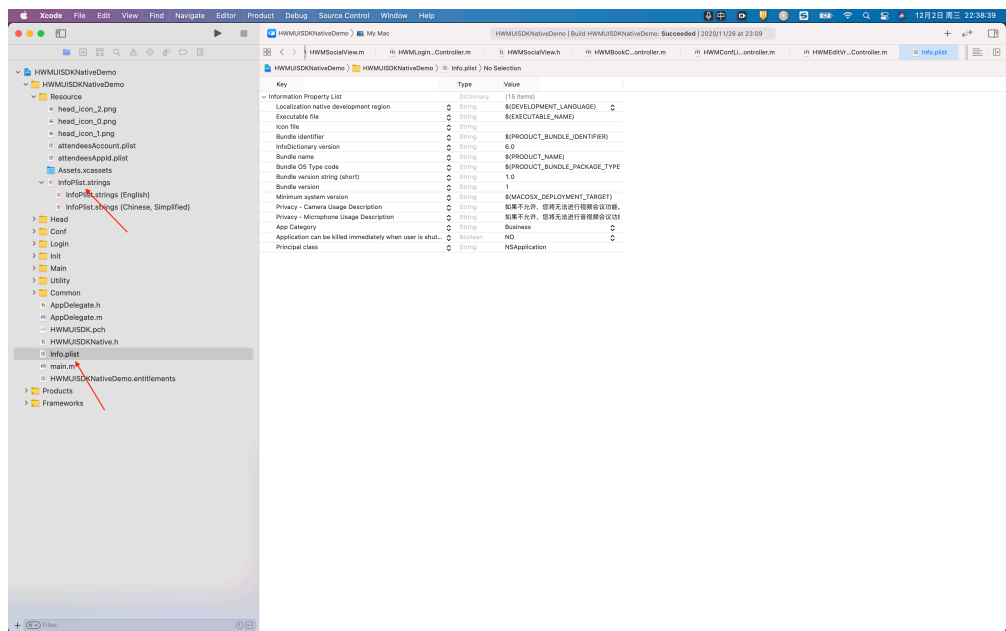 Xcode File Edit View Find Navigate Editor Product Debug Source Control Window Help 12月2日 周三 22:38:39
HWMUISDKNativeDemo 〉 My Mac
HWMUISDKNativeDemo | Build HWMUISDKNativeDemo: Succeeded | 2020/11/26 at 23:09
HWMSocialView.m
HWMLogin...Controller.m
HWMSocialView.h
HWMBookC...ontroller.m
HWMConfLi...ontroller.m
HWMEditVr...Controller.m
Info.plist
HWMUISDKNativeDemo 〉 HWMUISDKNativeDemo 〉 Info.plist 〉 No Selection
HWMUISDKNativeDemo
HWMUISDKNativeDemo
Resource
head_icon_2.png
head_icon_0.png
head_icon_1.png
attendeesAccount.plist
attendeesAppId.plist
Assets.xcassets
InfoPlist.strings
InfoPlist.strings (English)
InfoPlist.strings (Chinese, Simplified)
Head
Conf
Login
Init
Main
Utility
Common
AppDelegate.h
AppDelegate.m
HWMUISDK.pch
HWMUISDKNative.h
Info.plist
main.m
HWMUISDKNativeDemo.entitlements
Products
Frameworks
Filter
Key Type Value
Information Property List Dictionary (15 items)
Localization native development region String $(DEVELOPMENT_LANGUAGE)
Executable file String $(EXECUTABLE_NAME)
Icon file String
Bundle identifier String $(PRODUCT_BUNDLE_IDENTIFIER)
InfoDictionary version String 6.0
Bundle name String $(PRODUCT_NAME)
Bundle OS Type code String $(PRODUCT_BUNDLE_PACKAGE_TYPE
Bundle version string (short) String 1.0
Bundle version String 1
Minimum system version String $(MACOSX_DEPLOYMENT_TARGET)
Privacy - Camera Usage Description String 如果不允许，您将无法进行视频会议功能。
Privacy - Microphone Usage Description String 如果不允许，您将无法进行音视频会议功
App Category String Business
Application can be killed immediately when user is shut... Boolean NO
Principal class String NSApplication